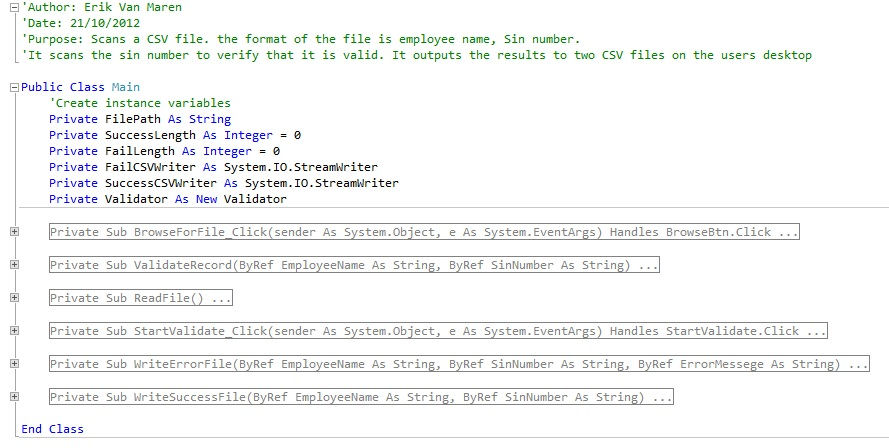 'Author: Erik Van Maren
'Date: 21/10/2012
'Purpose: Scans a CSV file. the format of the file is employee name, Sin number.
'It scans the sin number to verify that it is valid. It outputs the results to two CSV files on the users desktop
Public Class Main
'Create instance variables
Private FilePath As String
Private SuccessLength As Integer = 0
Private FailLength As Integer = 0
Private FailCSVWriter As System.IO.StreamWriter
Private SuccessCSVWriter As System.IO.StreamWriter
Private Validator As New Validator
Private Sub BrowseForFile_Click(sender As System.Object, e As System.EventArgs) Handles BrowseBtn.Click ...
Private Sub ValidateRecord(ByRef EmployeeName As String, ByRef SinNumber As String) ...
Private Sub ReadFile() ...
Private Sub StartValidate_Click(sender As System.Object, e As System.EventArgs) Handles StartValidate.Click ...
Private Sub WriteErrorFile(ByRef EmployeeName As String, ByRef SinNumber As String, ByRef ErrorMessege As String) ...
Private Sub WriteSuccessFile(ByRef EmployeeName As String, ByRef SinNumber As String) ...
End Class